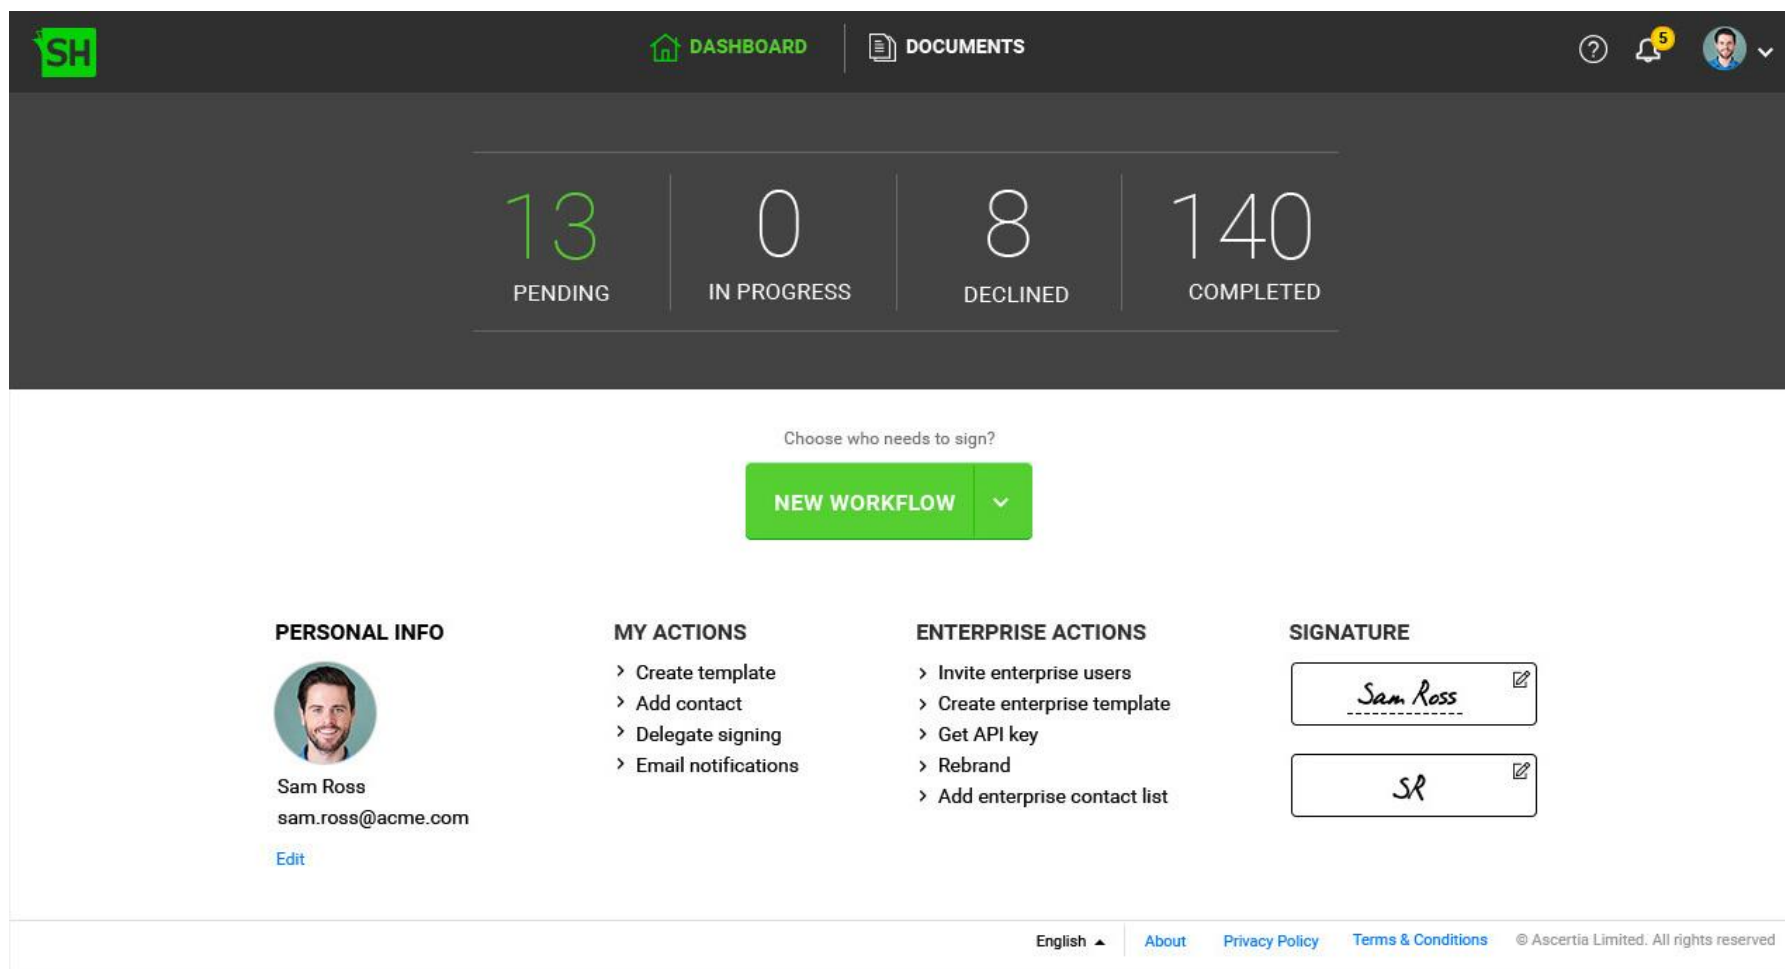 SH
DASHBOARD
DOCUMENTS
5
13
PENDING
0
IN PROGRESS
8
DECLINED
140
COMPLETED
Choose who needs to sign?
NEW WORKFLOW
PERSONAL INFO
Sam Ross
sam.ross@acme.com
Edit
MY ACTIONS
Create template
Add contact
Delegate signing
Email notifications
ENTERPRISE ACTIONS
Invite enterprise users
Create enterprise template
Get API key
Rebrand
Add enterprise contact list
SIGNATURE
Sam Ross
SR
English
About
Privacy Policy
Terms & Conditions
© Ascertia Limited. All rights reserved